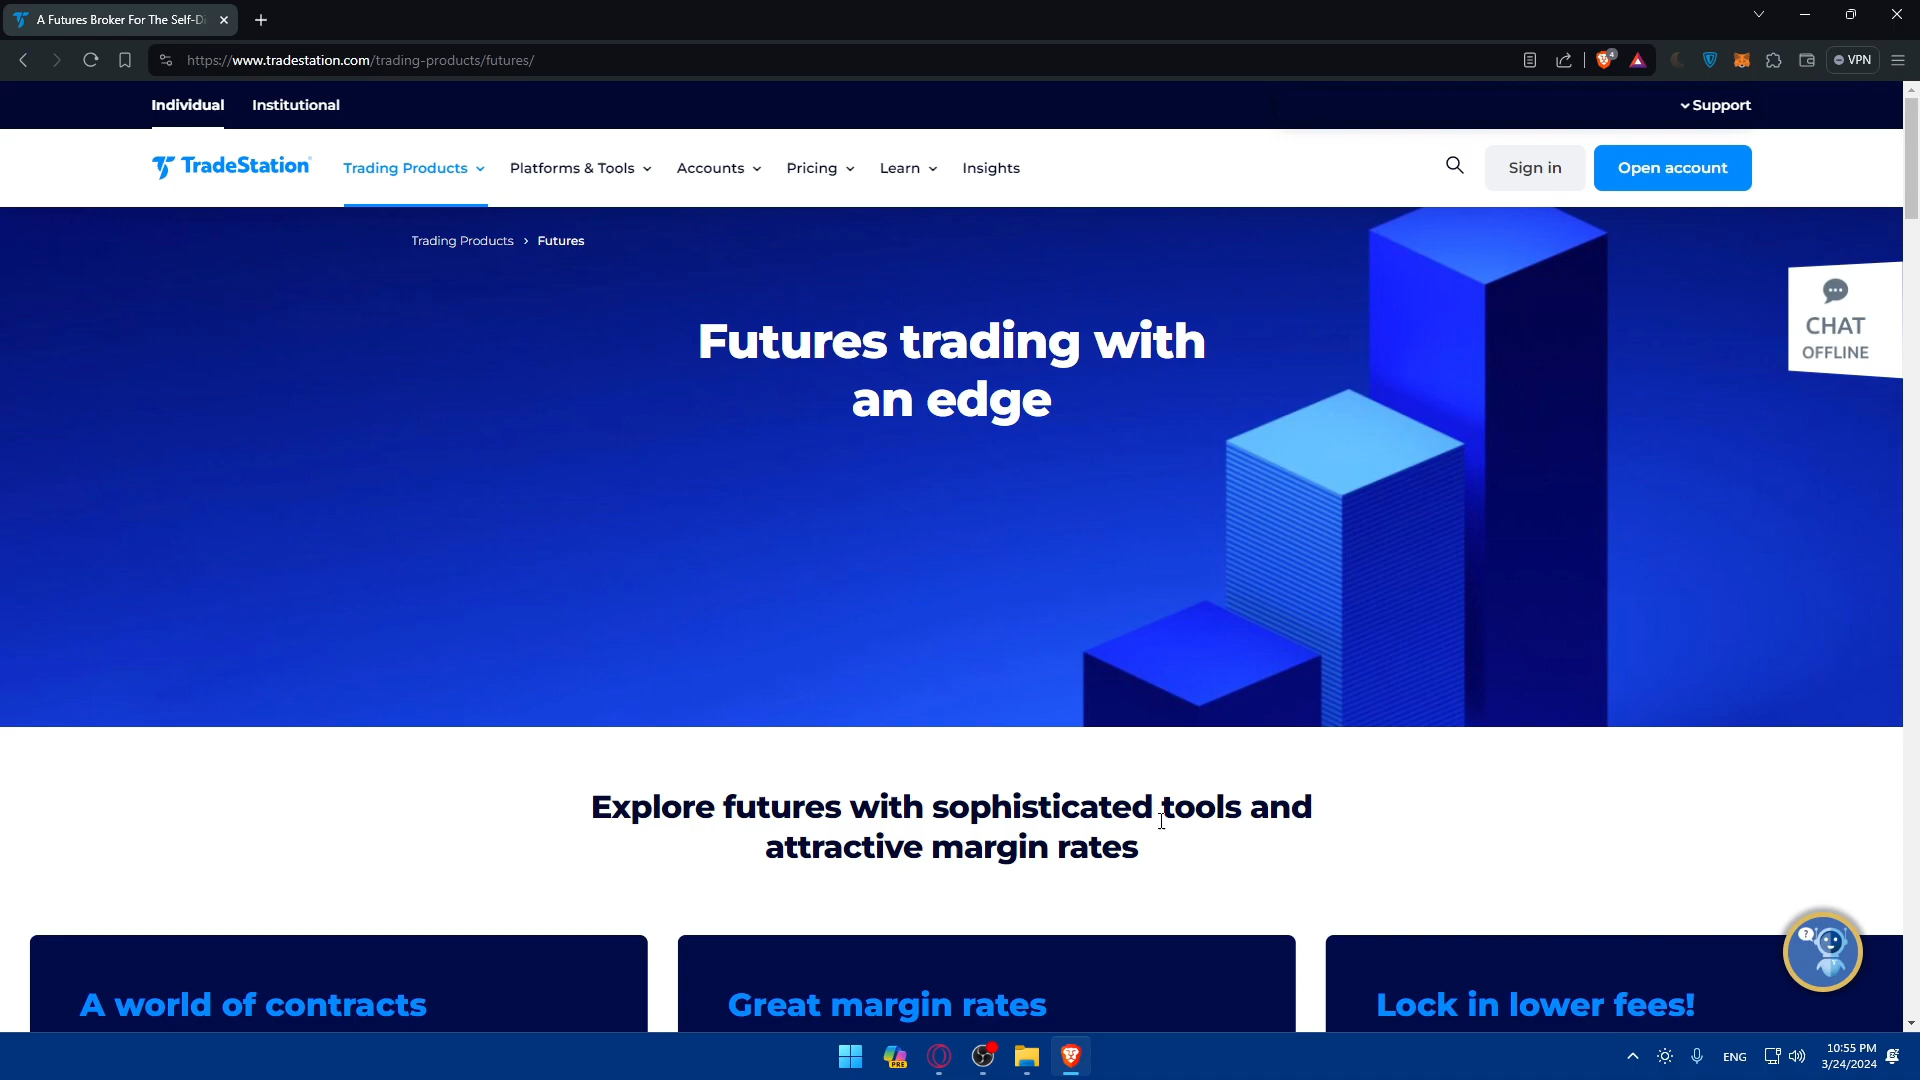 A Futures Broker For The Self-Di
https://www.tradestation.com/trading-products/futures/
4
VPN
Individual
Institutional
Support
TradeStation
Trading Products
Platforms & Tools
Accounts
Pricing
Learn
Insights
Sign in
Open account
Trading Products › Futures
Futures trading with
an edge
CHAT
OFFLINE
Explore futures with sophisticated tools and
attractive margin rates
?
A world of contracts
Great margin rates
Lock in lower fees!
PRE
ENG
10:55 PM
3/24/2024